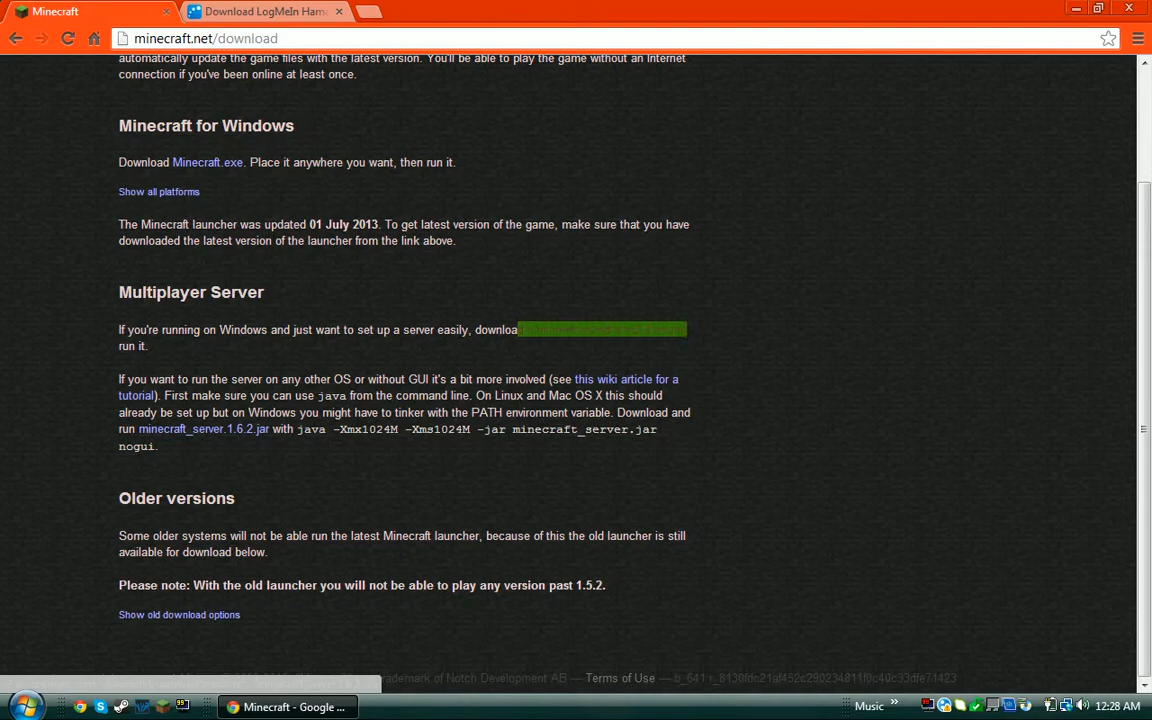 Minecraft
Download LogMeIn Ham
minecraft.net/download
automatically update the game files with the latest version. You'll be able to play the game without an Internet
connection if you've been online at least once.
Minecraft for Windows
Download Minecraft.exe. Place it anywhere you want, then run it.
Show all platforms
The Minecraft launcher was updated 01 July 2013. To get latest version of the game, make sure that you have
downloaded the latest version of the launcher from the link above.
Multiplayer Server
If you're running on Windows and just want to set up a server easily, download
run it.
If you want to run the server on any other OS or without GUI it's a bit more involved (see this wiki article for a
tutorial). First make sure you can use java from the command line. On Linux and Mac OS X this should
already be set up but on Windows you might have to tinker with the PATH environment variable. Download and
run minecraft_server.1.6.2.jar with java -Xmx1024M -Xms1024M -jar minecraft_server.jar
nogui.
Older versions
Some older systems will not be able run the latest Minecraft launcher, because of this the old launcher is still
available for download below.
Please note: With the old launcher you will not be able to play any version past 1.5.2.
Show old download options
trademark of Notch Development AB — Terms of Use — b_641 r_8130fdc21af452c290234811f0c40c33dfe71423
Minecraft - Google ...
Music »
12:28 AM